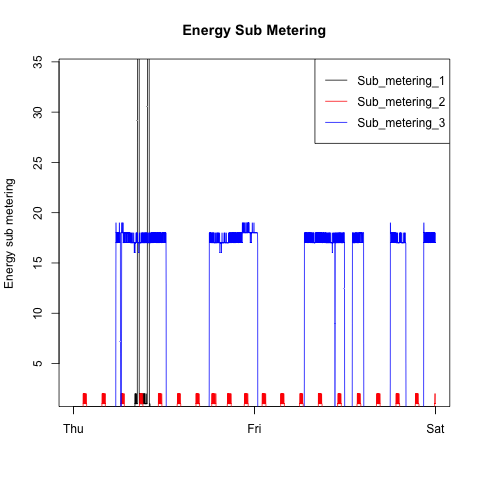 Energy Sub Metering
Sub_metering_1
Sub_metering_2
Sub_metering_3
Energy sub metering
35
30
25
20
15
10
5
Thu Fri Sat